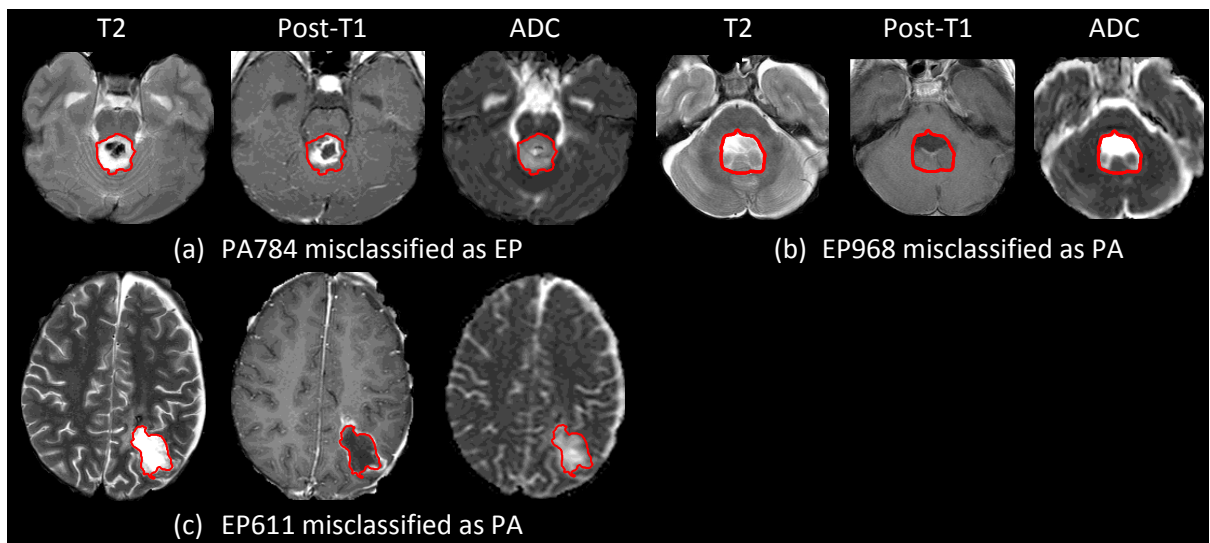 T2 Post-T1 ADC T2 Post-T1 ADC
(a) PA784 misclassified as EP (b) EP968 misclassified as PA
(c) EP611 misclassified as PA